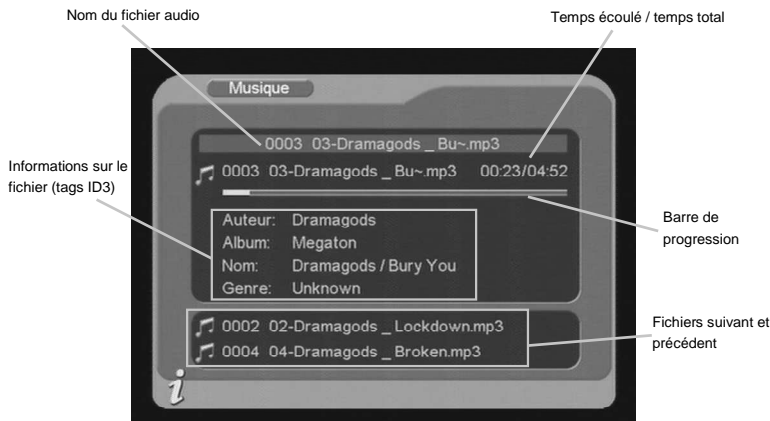 Nom du fichier audio
Temps écoulé / temps total
Musique
0003 03-Dramagods _ Bu~.mp3
0003 03-Dramagods _ Bu~.mp3 00:23/04:52
Informations sur le
fichier (tags ID3)
Auteur: Dramagods
Album: Megaton
Nom: Dramagods / Bury You
Genre: Unknown
Barre de
progression
0002 02-Dramagods _ Lockdown.mp3
0004 04-Dramagods _ Broken.mp3
Fichiers suivant et
précédent
i